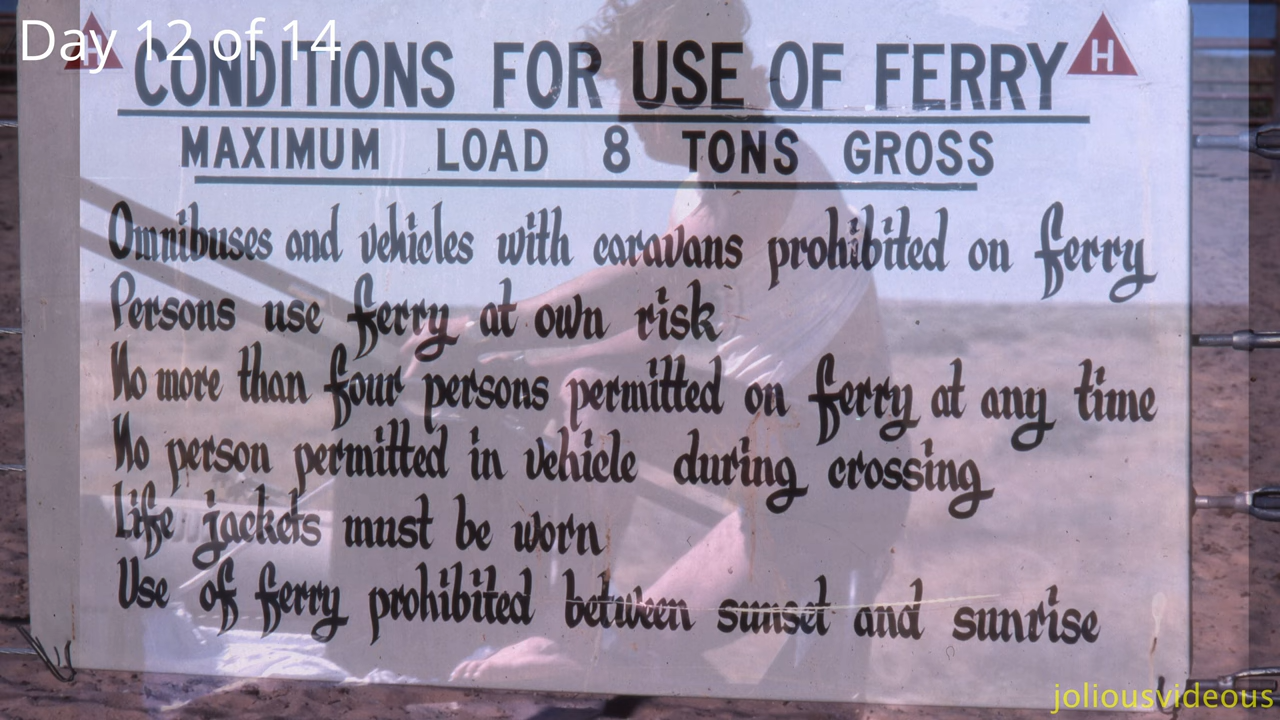 Day 12 of 14
H CONDITIONS FOR USE OF FERRY H
MAXIMUM LOAD 8 TONS GROSS
Omnibuses and vehicles with caravans prohibited on ferry
Persons use ferry at own risk
No more than four persons permitted on ferry at any time
No person permitted in vehicle during crossing
Life jackets must be worn
Use of ferry prohibited between sunset and sunrise
joliousvideous